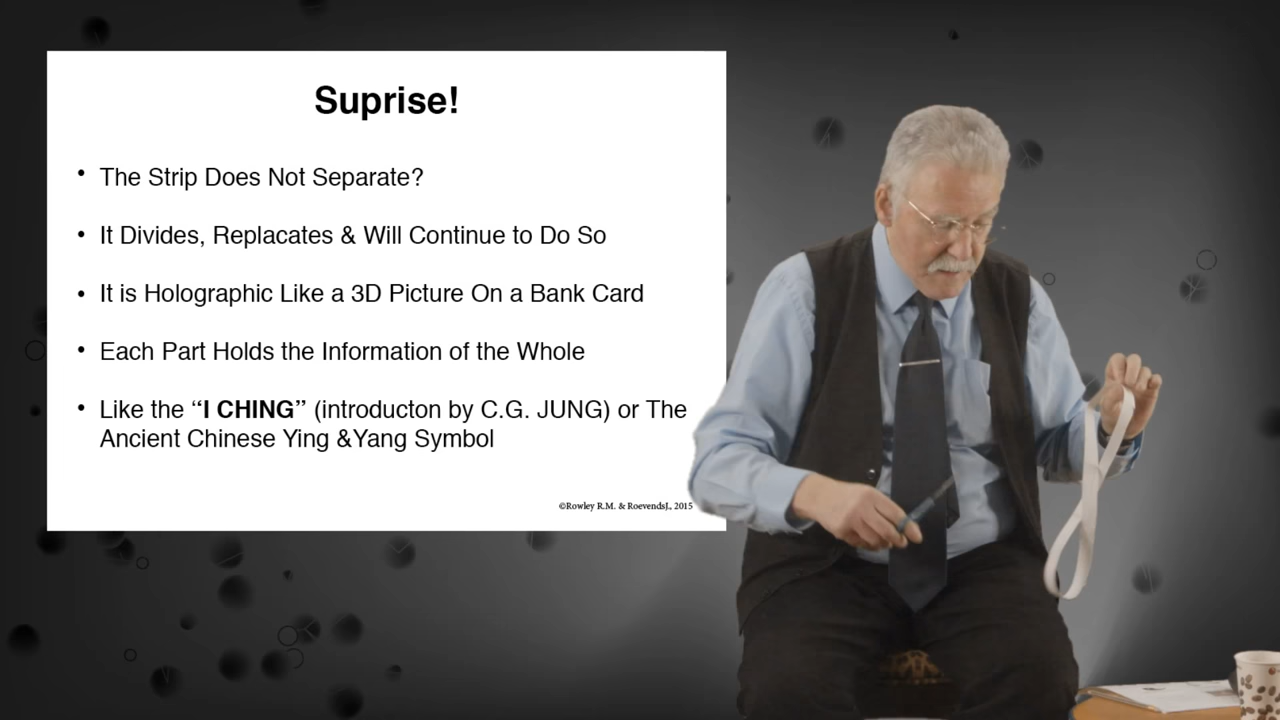 Suprise!
• The Strip Does Not Separate?
• It Divides, Replacates & Will Continue to Do So
• It is Holographic Like a 3D Picture On a Bank Card
• Each Part Holds the Information of the Whole
• Like the “I CHING” (introducton by C.G. JUNG) or The
Ancient Chinese Ying &Yang Symbol
©Rowley R.M. & RoevendsJ., 2015